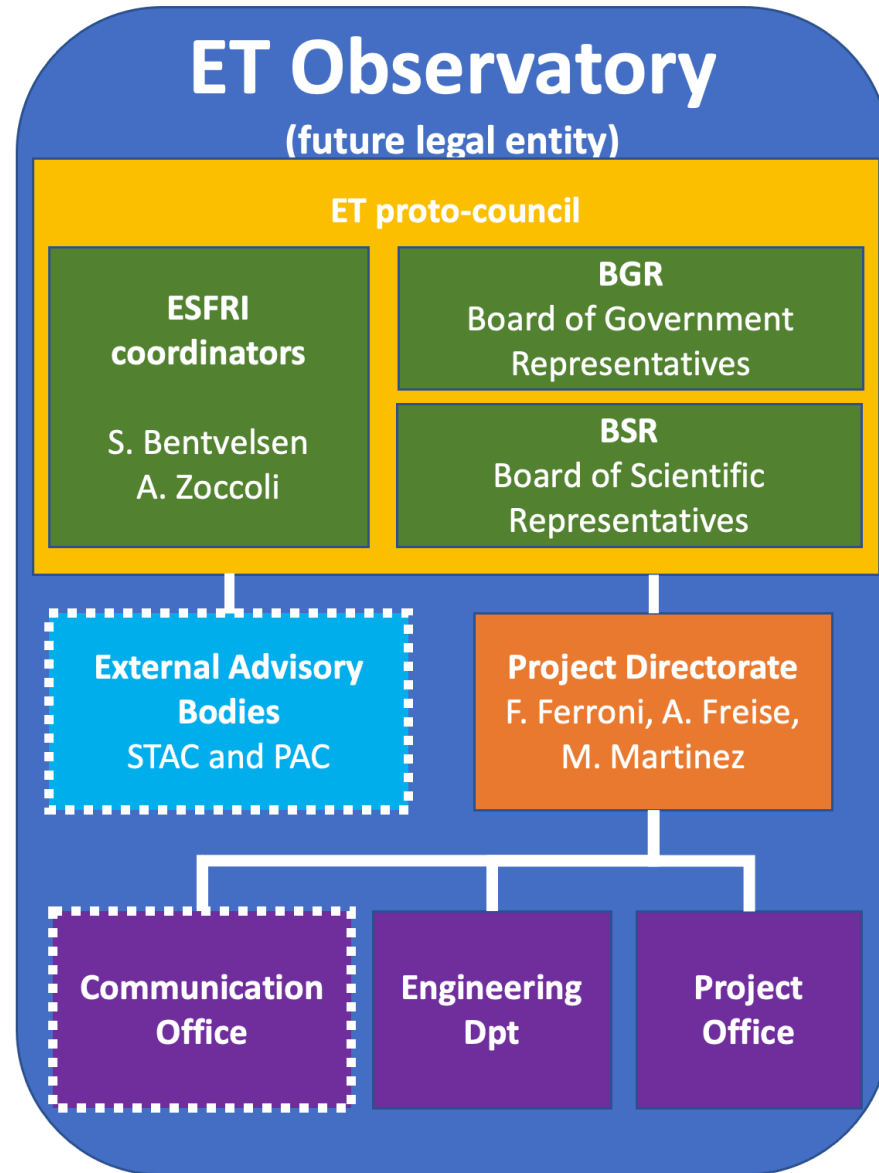 ET Observatory
(future legal entity)
ET proto-council
ESFRI
coordinators
S. Bentvelsen
A. Zoccoli
BGR
Board of Government
Representatives
BSR
Board of Scientific
Representatives
External Advisory
Bodies
STAC and PAC
Project Directorate
F. Ferroni, A. Freise,
M. Martinez
Communication
Office
Engineering
Dpt
Project
Office